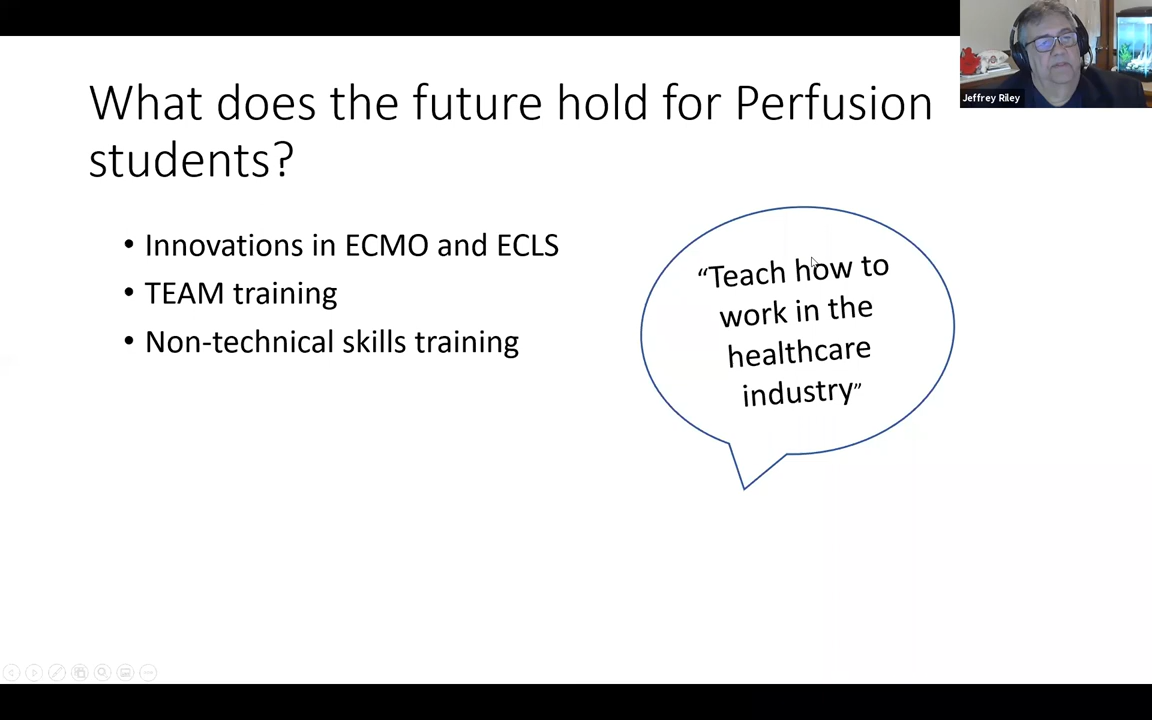 What does the future hold for Perfusion
students?
• Innovations in ECMO and ECLS
• TEAM training
• Non-technical skills training
“Teach how to
work in the
healthcare
industry”
Jeffrey Riley